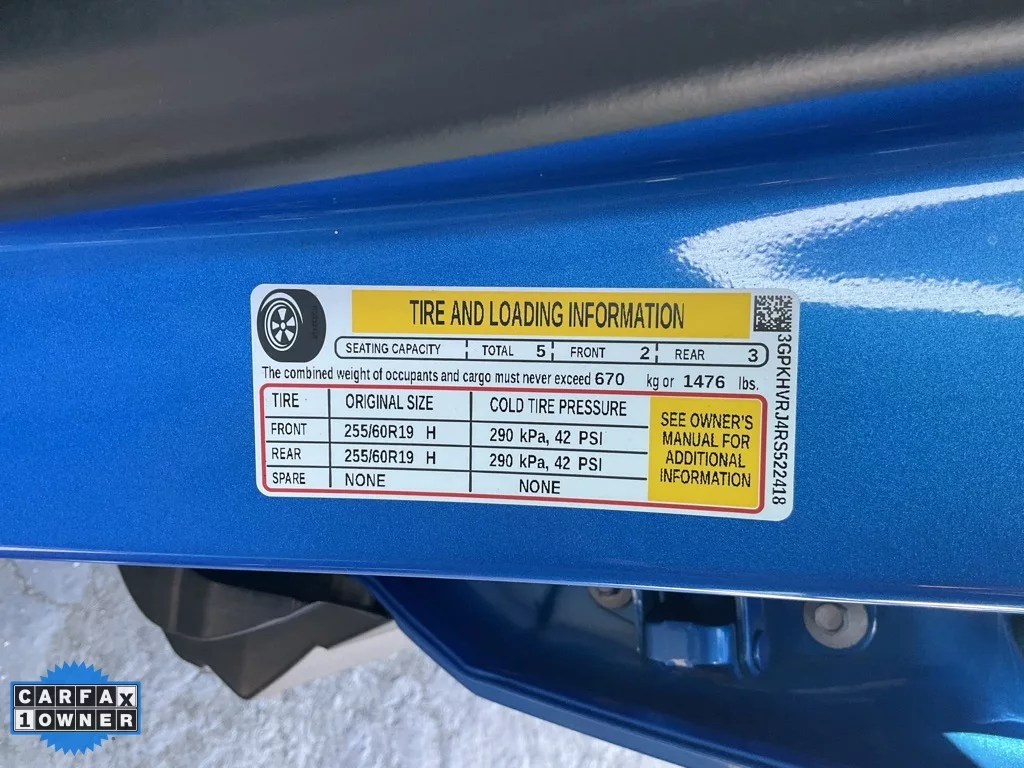 TIRE AND LOADING INFORMATION
SEATING CAPACITY TOTAL 5 FRONT 2 REAR 3
The combined weight of occupants and cargo must never exceed 670 kg or 1476 lbs.
TIRE ORIGINAL SIZE COLD TIRE PRESSURE
FRONT 255/60R19 H 290 kPa, 42 PSI
REAR 255/60R19 H 290 kPa, 42 PSI
SPARE NONE NONE
SEE OWNER'S
MANUAL FOR
ADDITIONAL
INFORMATION
3GPKHVRJ4RS522418
CARFAX
1 OWNER